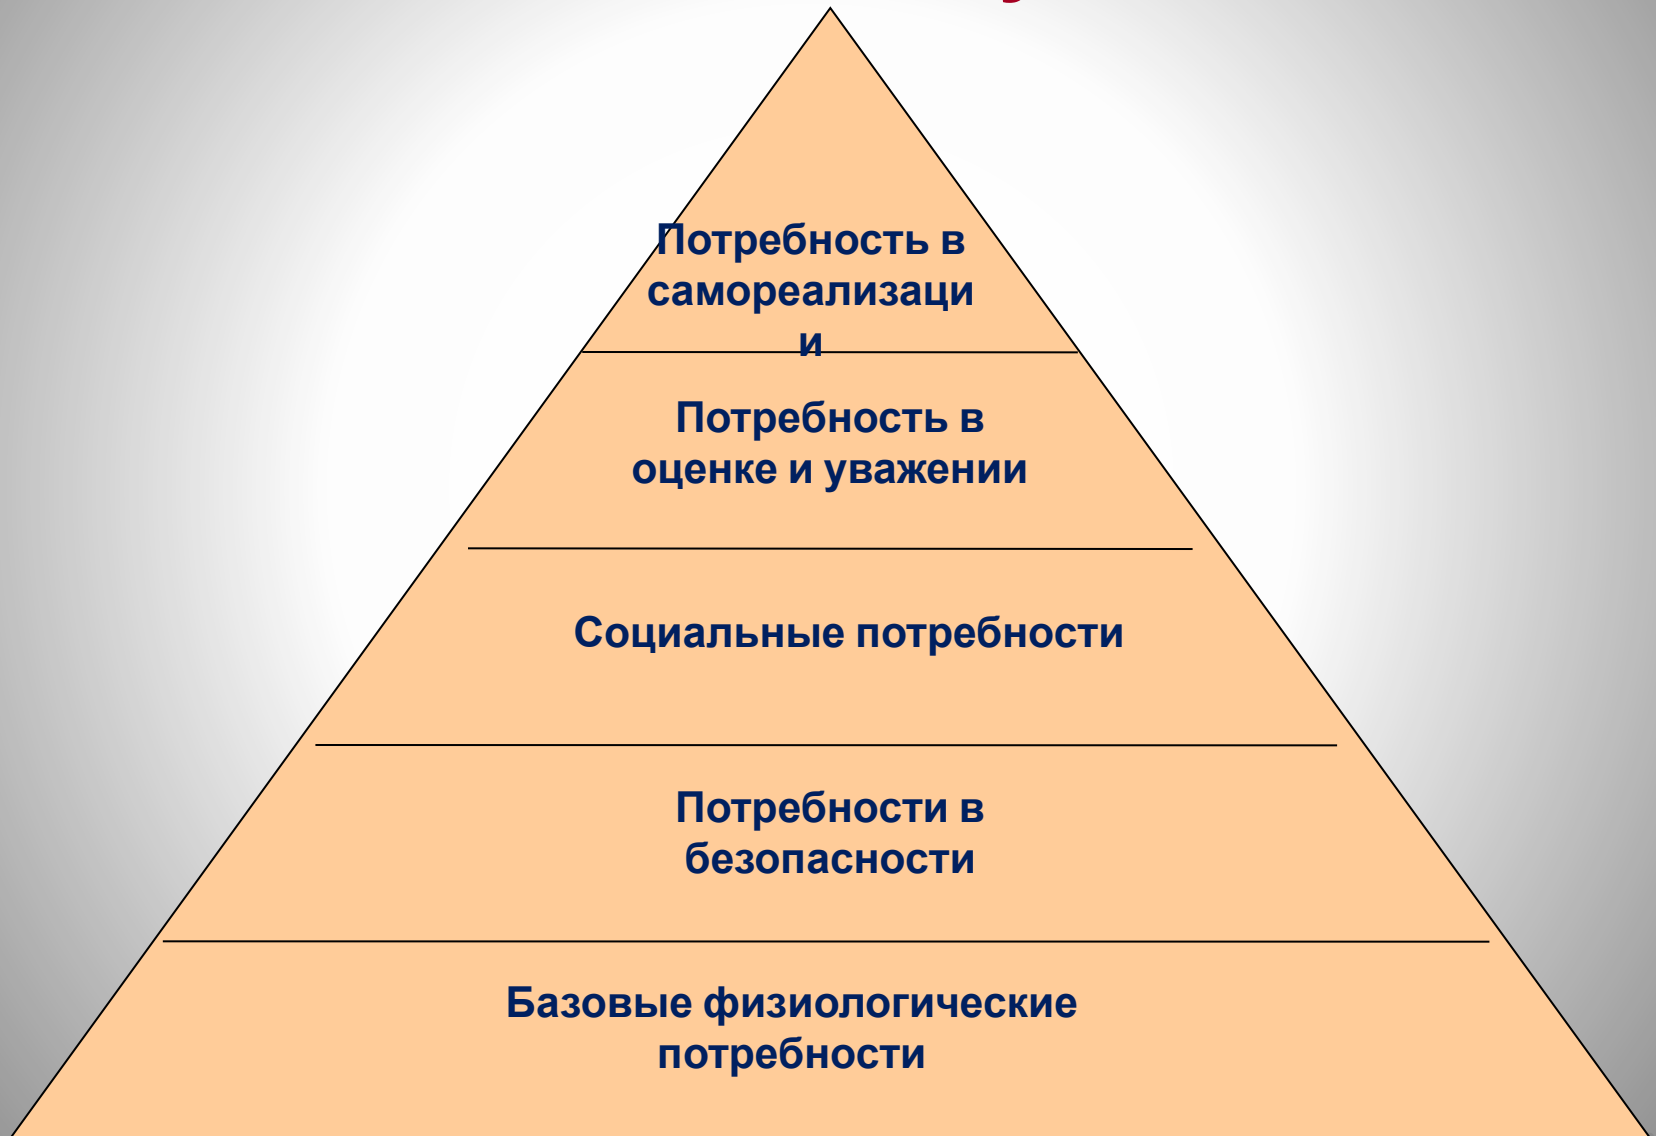 Потребность в
самореализаци
и
Потребность в
оценке и уважении
Социальные потребности
Потребности в
безопасности
Базовые физиологические
потребности